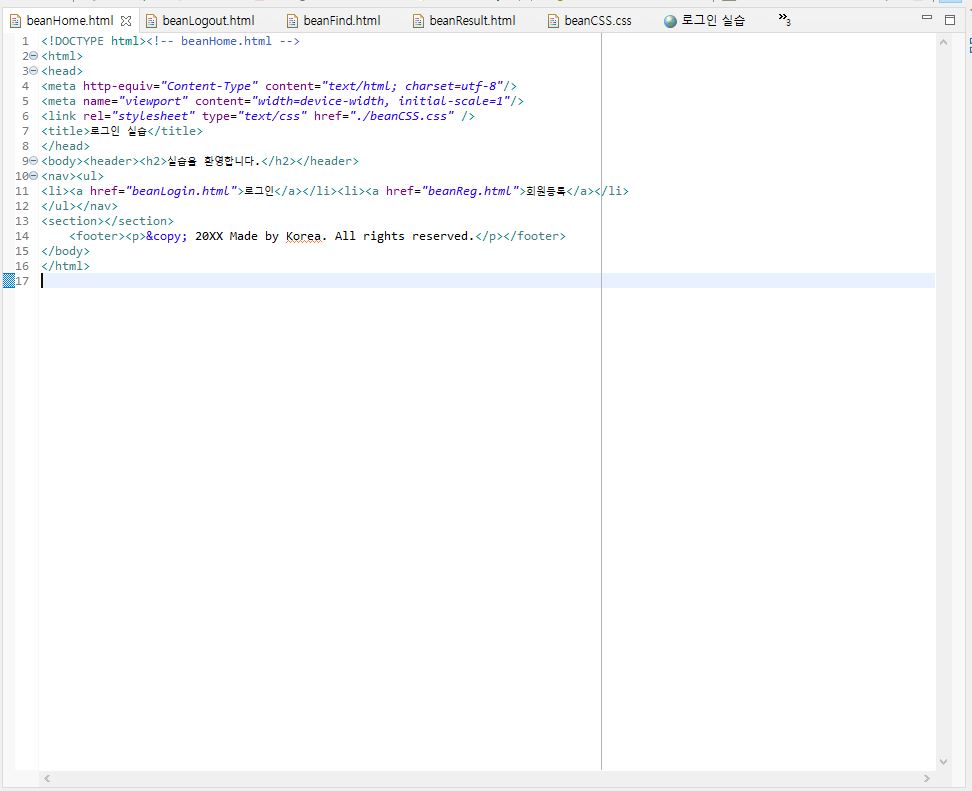 beanHome.html beanLogout.html beanFind.html beanResult.html beanCSS.css 로그인 실습 3
1 <!DOCTYPE html><!-- beanHome.html -->
2 <html>
3 <head>
4 <meta http-equiv="Content-Type" content="text/html; charset=utf-8"/>
5 <meta name="viewport" content="width=device-width, initial-scale=1"/>
6 <link rel="stylesheet" type="text/css" href="./beanCSS.css" />
7 <title>로그인 실습</title>
8 </head>
9 <body><header><h2>실습을 환영합니다.</h2></header>
10 <nav><ul>
11 <li><a href="beanLogin.html">로그인</a></li><li><a href="beanReg.html">회원등록</a></li>
12 </ul></nav>
13 <section></section>
14     <footer><p>&copy; 20XX Made by Korea. All rights reserved.</p></footer>
15 </body>
16 </html>
17